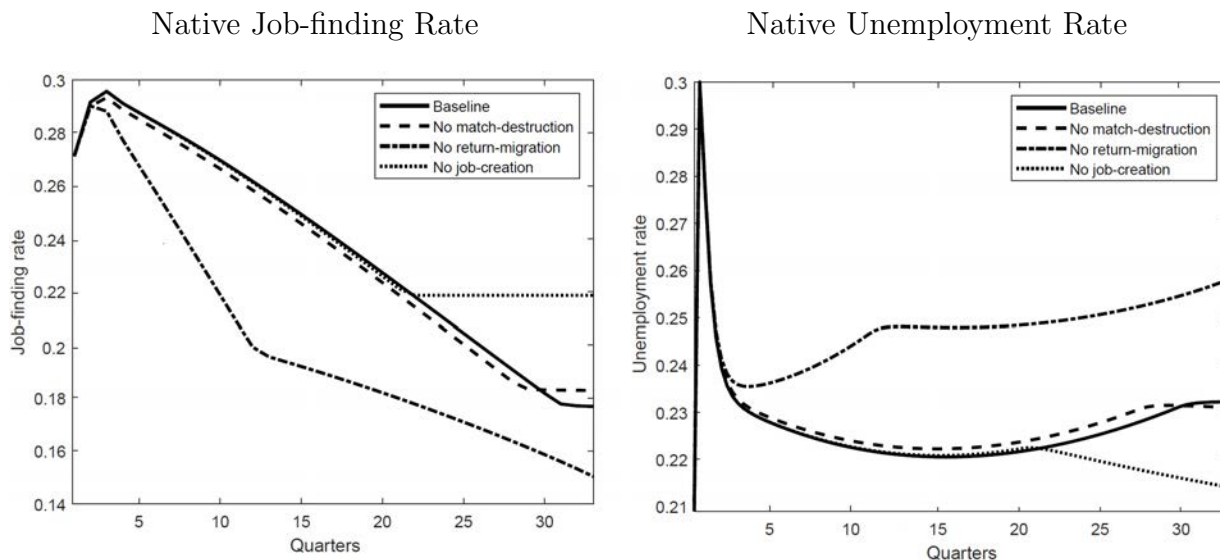 Native Job-finding Rate
Native Unemployment Rate
0.3
0.28
0.26
0.24
0.22
0.2
0.18
0.16
0.14
Job-finding rate
5
10
15
20
25
30
Quarters
Baseline
No match-destruction
No return-migration
No job-creation
0.3
0.29
0.28
0.27
0.26
0.25
0.24
0.23
0.22
0.21
Unemployment rate
5
10
15
20
25
30
Quarters
Baseline
No match-destruction
No return-migration
No job-creation